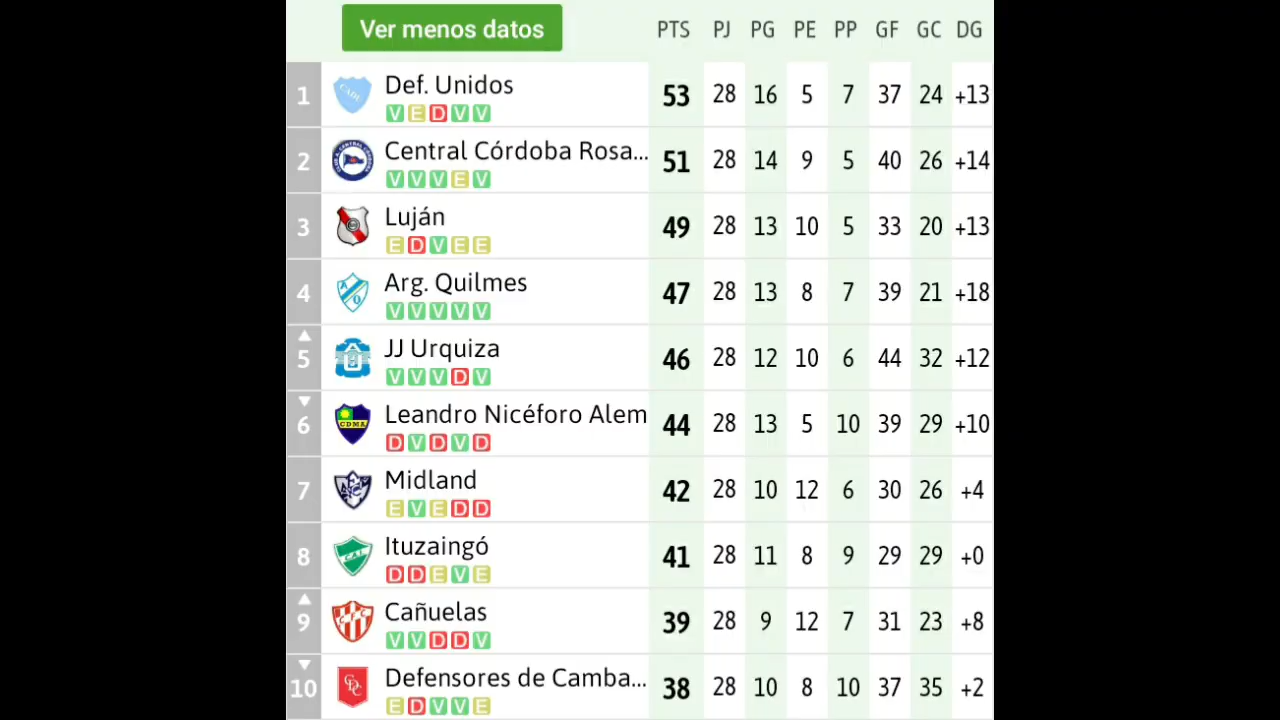 Ver menos datos PTS PJ PG PE PP GF GC DG
1 CADU Def. Unidos 53 28 16 5 7 37 24 +13
V E D V V
2 Central Córdoba Rosa... 51 28 14 9 5 40 26 +14
V V V E V
3 Luján 49 28 13 10 5 33 20 +13
E D V E E
4 AQ Arg. Quilmes 47 28 13 8 7 39 21 +18
V V V V V
5 JJ Urquiza 46 28 12 10 6 44 32 +12
V V V D V
6 CDMA Leandro Nicéforo Alem 44 28 13 5 10 39 29 +10
D V D V D
7 Midland 42 28 10 12 6 30 26 +4
E V E D D
8 CAI Ituzaingó 41 28 11 8 9 29 29 +0
D D E V E
9 CFC Cañuelas 39 28 9 12 7 31 23 +8
V V D D V
10 CDC Defensores de Camba... 38 28 10 8 10 37 35 +2
E D V V E